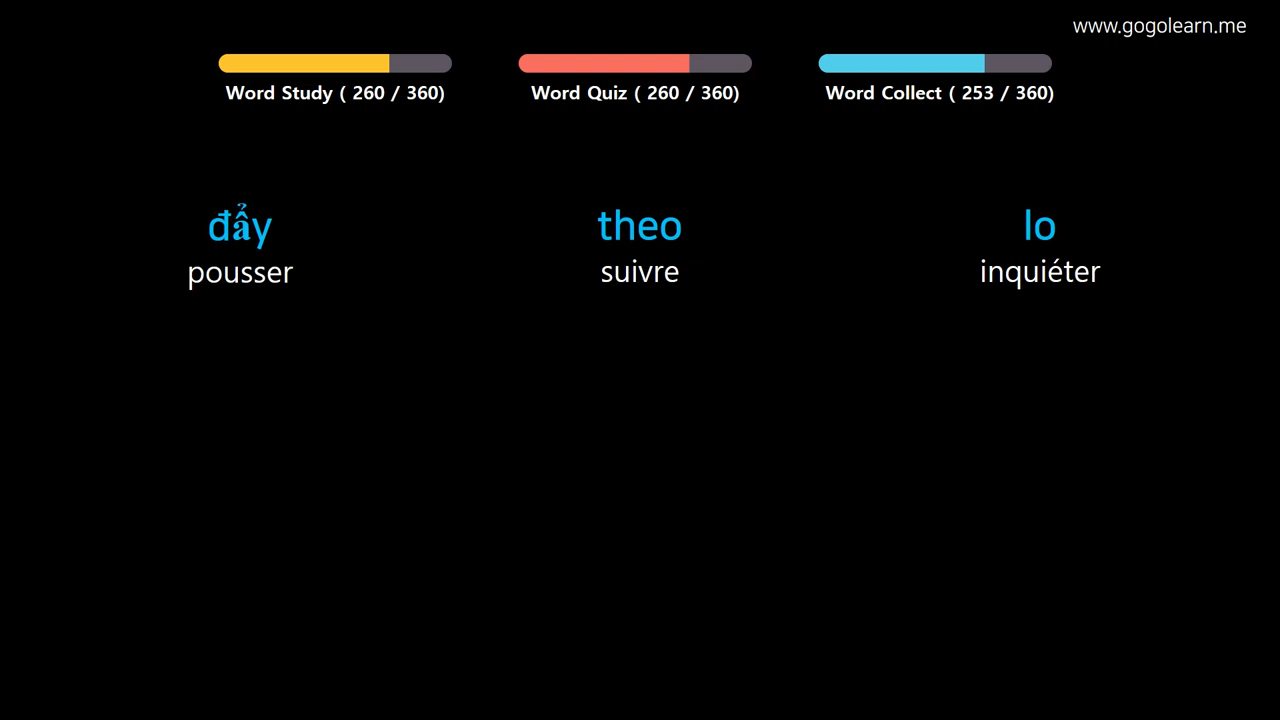 www.gogolearn.me
Word Study ( 260 / 360)
Word Quiz ( 260 / 360)
Word Collect ( 253 / 360)
đẩy
theo
lo
pousser
suivre
inquiéter